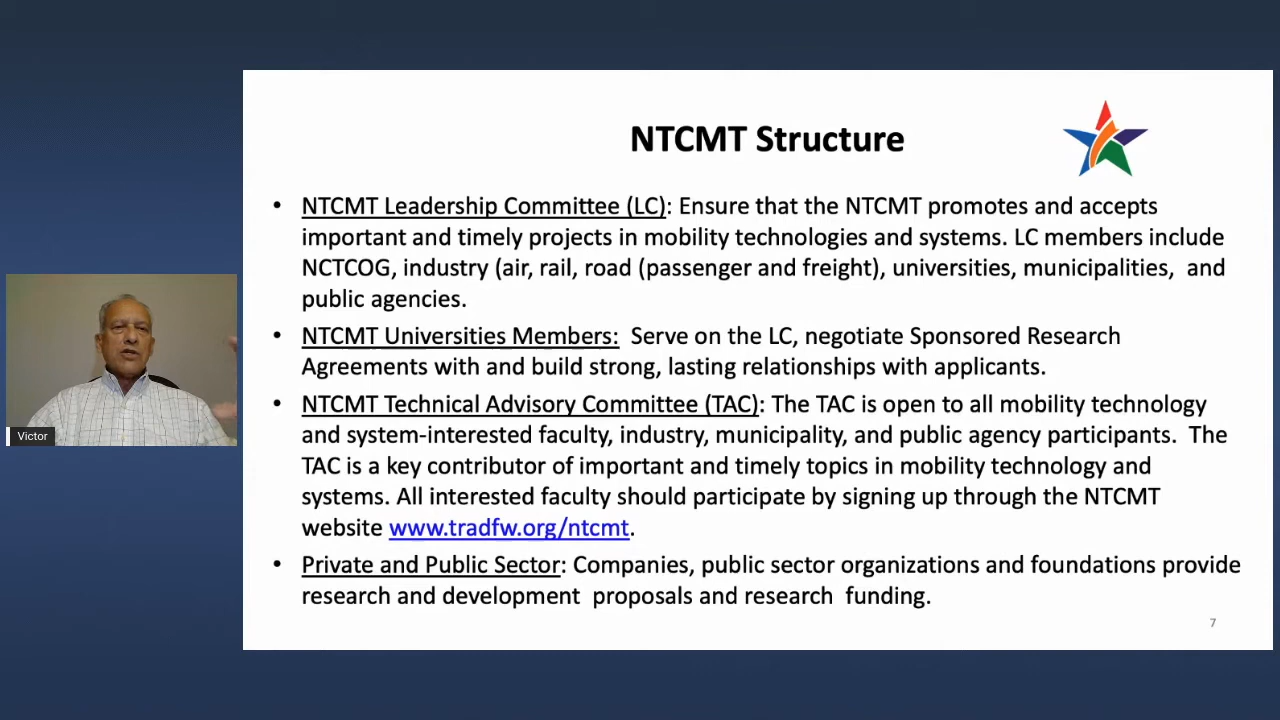 NTCMT Structure
• NTCMT Leadership Committee (LC): Ensure that the NTCMT promotes and accepts
important and timely projects in mobility technologies and systems. LC members include
NCTCOG, industry (air, rail, road (passenger and freight), universities, municipalities,  and
public agencies.
• NTCMT Universities Members:  Serve on the LC, negotiate Sponsored Research
Agreements with and build strong, lasting relationships with applicants.
• NTCMT Technical Advisory Committee (TAC): The TAC is open to all mobility technology
and system-interested faculty, industry, municipality, and public agency participants.  The
TAC is a key contributor of important and timely topics in mobility technology and
systems. All interested faculty should participate by signing up through the NTCMT
website www.tradfw.org/ntcmt.
• Private and Public Sector: Companies, public sector organizations and foundations provide
research and development  proposals and research  funding.
7
Victor